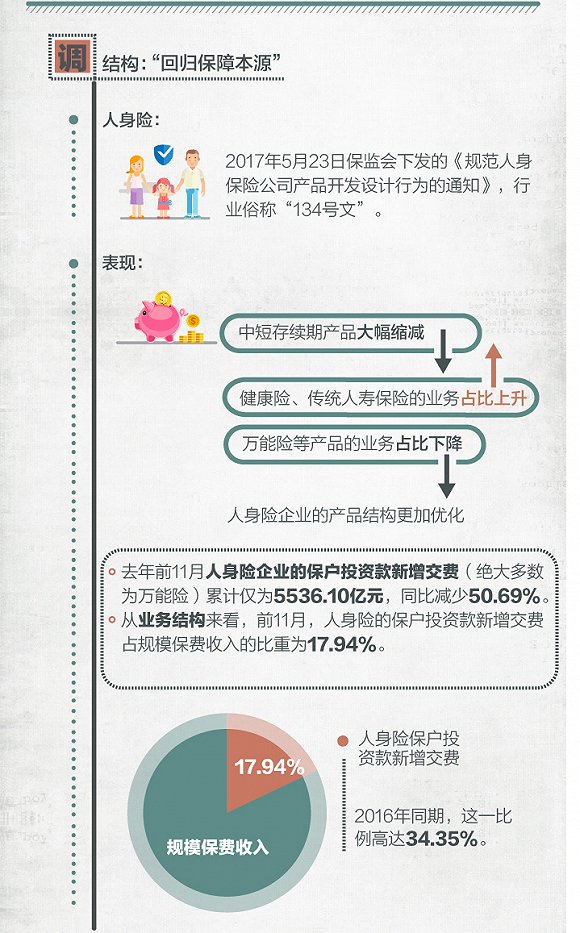 调 结构：“回归保障本源”
人身险：
2017年5月23日保监会下发的《规范人身
保险公司产品开发设计行为的通知》，行
业俗称“134号文”。
表现：
中短存续期产品大幅缩减
健康险、传统人寿保险的业务占比上升
万能险等产品的业务占比下降
人身险企业的产品结构更加优化
去年前11月人身险企业的保户投资款新增交费（绝大多数
为万能险）累计仅为5536.10亿元，同比减少50.69%。
从业务结构来看，前11月，人身险的保户投资款新增交费
占规模保费收入的比重为17.94%。
17.94%
规模保费收入
人身险保户投
资款新增交费
2016年同期，这一比
例高达34.35%。